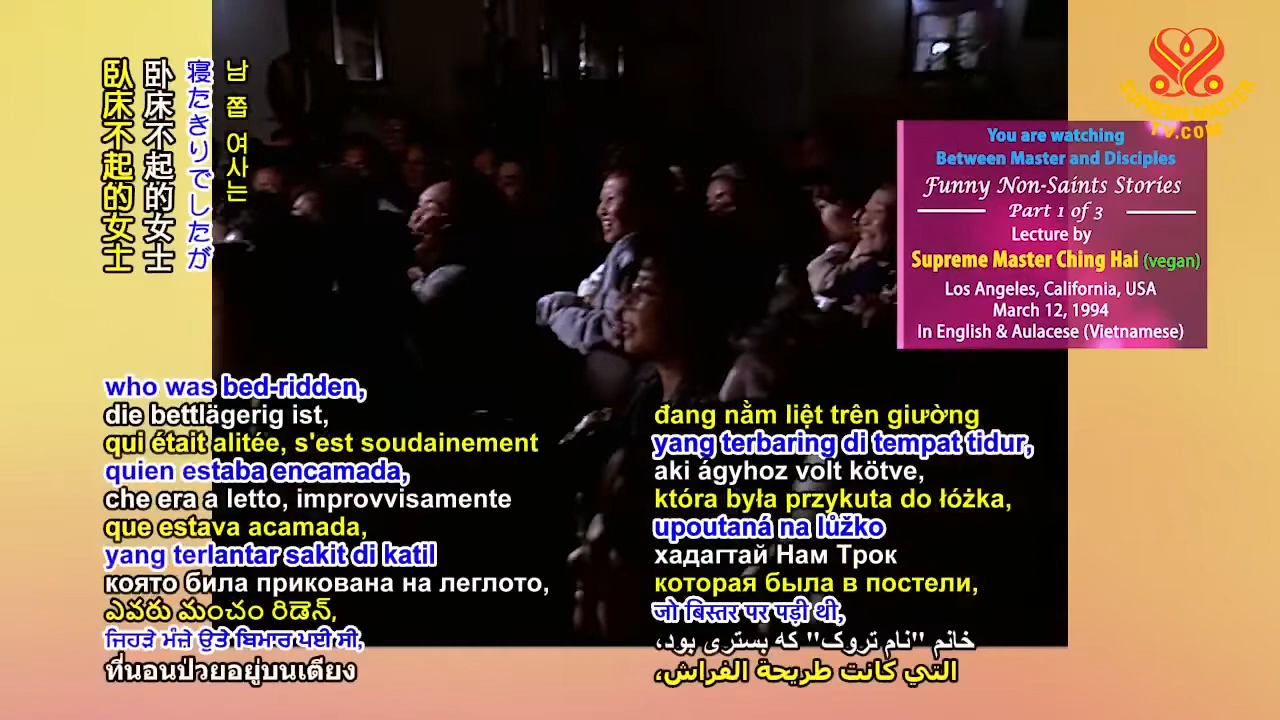 臥床不起的女士
卧床不起的女士
寝たきりでしたが
남 쫍 여사는
SUPREME MASTER
TV.COM
You are watching
Between Master and Disciples
Funny Non-Saints Stories
Part 1 of 3
Lecture by
Supreme Master Ching Hai (vegan)
Los Angeles, California, USA
March 12, 1994
In English & Aulacese (Vietnamese)
who was bed-ridden,
die bettlägerig ist,
qui était alitée, s'est soudainement
quien estaba encamada,
che era a letto, improvvisamente
que estava acamada,
yang terlantar sakit di katil
която била прикована на леглото,
ఎవరు మంచం రిడెన్,
ਜਿਹੜੇ ਮੰਜੇ ਉਤੇ ਬਿਮਾਰ ਪਈ ਸੀ,
ที่นอนป่วยอยู่บนเตียง
đang nằm liệt trên giường
yang terbaring di tempat tidur,
aki ágyhoz volt kötve,
która była przykuta do łóżka,
upoutaná na lůžko
хадагтай Нам Трок
которая была в постели,
जो बिस्तर पर पड़ी थी,
خانم "نام تروک" که بستری بود،
التي كانت طريحة الفراش،